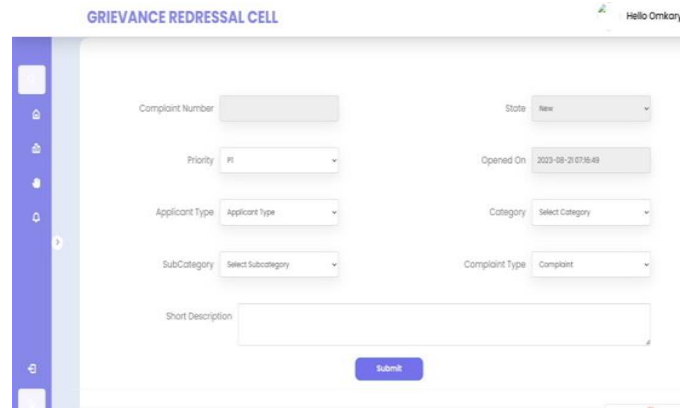 GRIEVANCE REDRESSAL CELL
Hello Omkary
Complaint Number
State New
Priority P1
Opened On 2023-08-21 07:16:49
Applicant Type Applicant Type
Category Select Category
SubCategory Select Subcategory
Complaint Type Complaint
Short Description
Submit